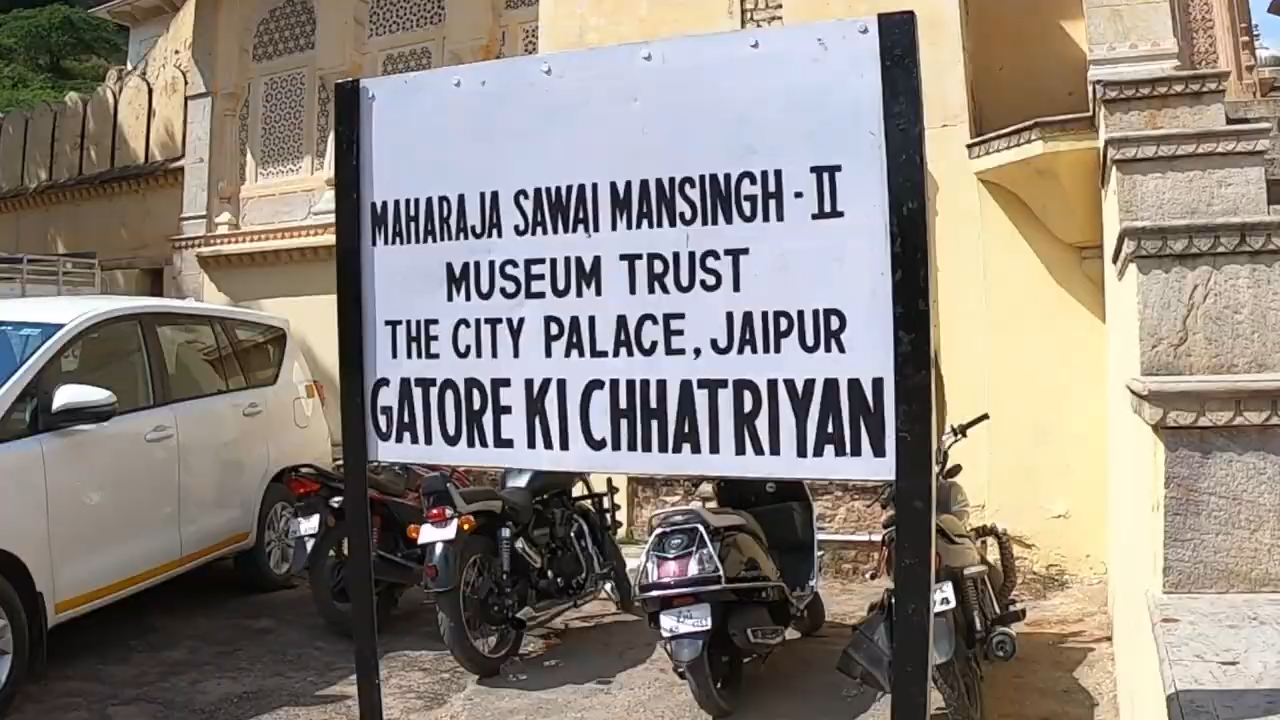 MAHARAJA SAWAI MANSINGH - II
MUSEUM TRUST
THE CITY PALACE, JAIPUR
GATORE KI CHHATRIYAN